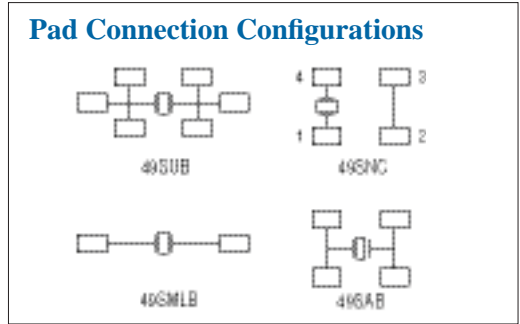 Pad Connection Configurations
4 3
1 2
49SUB 49SNC
49SMLB 49SAB